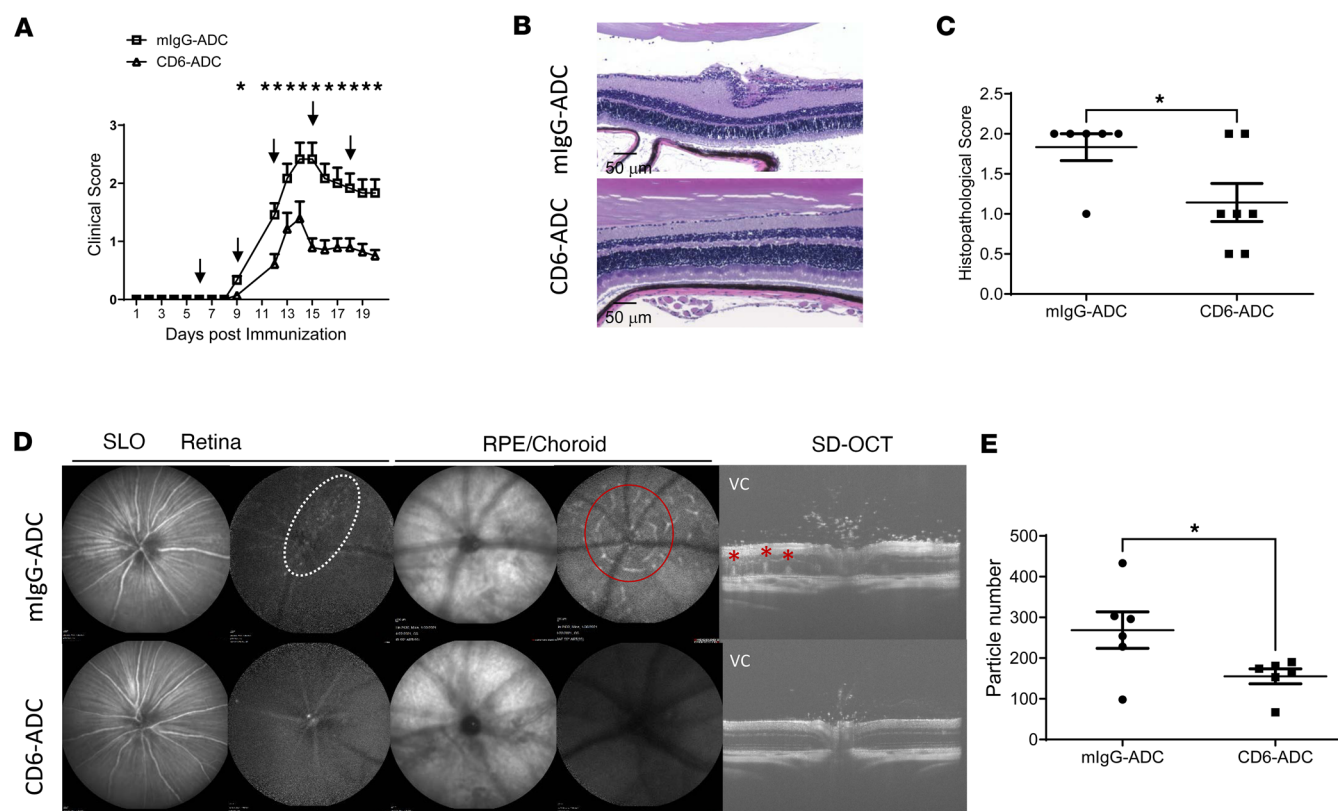 A
mIgG-ADC
CD6-ADC
* * * * * * * * * * *
Clinical Score
3
2
1
0
1 3 5 7 9 11 13 15 17 19
Days post Immunization
B
mIgG-ADC
50 μm
CD6-ADC
50 μm
C
*
Histopathological Score
2.5
2.0
1.5
1.0
0.5
0.0
mIgG-ADC CD6-ADC
D
SLO Retina RPE/Choroid SD-OCT
mIgG-ADC
VC
* * *
CD6-ADC
VC
E
*
Particle number
500
400
300
200
100
0
mIgG-ADC CD6-ADC